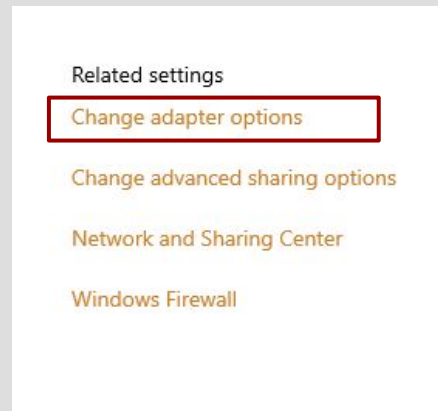 Related settings
Change adapter options
Change advanced sharing options
Network and Sharing Center
Windows Firewall